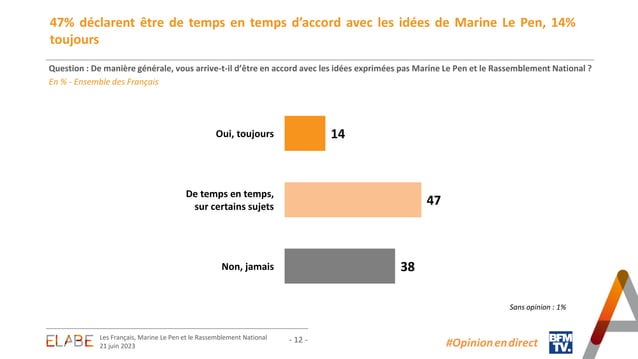 47% déclarent être de temps en temps d’accord avec les idées de Marine Le Pen, 14%
toujours
Question : De manière générale, vous arrive-t-il d’être en accord avec les idées exprimées pas Marine Le Pen et le Rassemblement National ?
En % - Ensemble des Français
Oui, toujours
14
De temps en temps,
sur certains sujets
47
Non, jamais
38
Sans opinion : 1%
ELABE
Les Français, Marine Le Pen et le Rassemblement National
21 juin 2023
- 12 -
#Opinion en direct
BFM
TV.